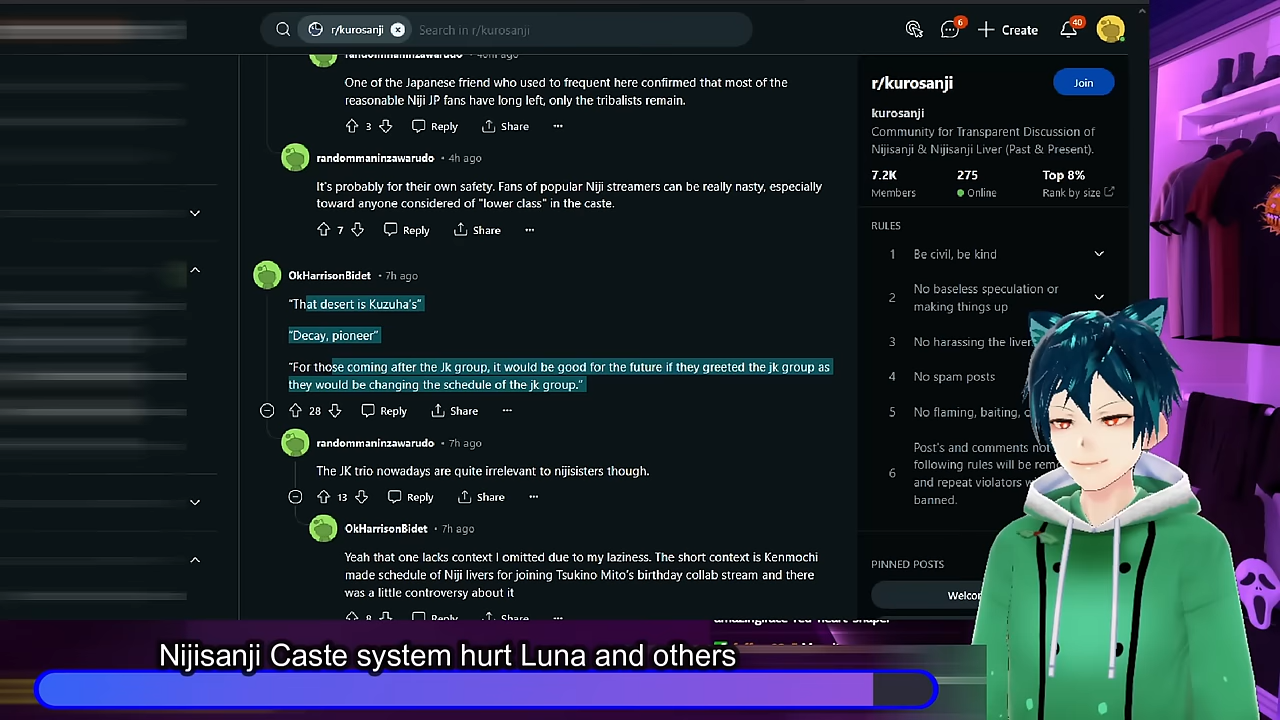 r/kurosanji
Search in r/kurosanji
6
Create
40
randommaninzawarudo • 40m ago
One of the Japanese friend who used to frequent here confirmed that most of the
reasonable Niji JP fans have long left, only the tribalists remain.
3
Reply
Share
randommaninzawarudo • 4h ago
It's probably for their own safety. Fans of popular Niji streamers can be really nasty, especially
toward anyone considered of "lower class" in the caste.
7
Reply
Share
OkHarrisonBidet • 7h ago
"That desert is Kuzuha's"
"Decay, pioneer"
"For those coming after the Jk group, it would be good for the future if they greeted the jk group as
they would be changing the schedule of the jk group."
28
Reply
Share
randommaninzawarudo • 7h ago
The JK trio nowadays are quite irrelevant to nijisisters though.
13
Reply
Share
OkHarrisonBidet • 7h ago
Yeah that one lacks context I omitted due to my laziness. The short context is Kenmochi
made schedule of Niji livers for joining Tsukino Mito's birthday collab stream and there
was a little controversy about it
8
Reply
Share
r/kurosanji
Join
kurosanji
Community for Transparent Discussion of
Nijisanji & Nijisanji Liver (Past & Present).
7.2K
275
Top 8%
Members
Online
Rank by size
RULES
1
Be civil, be kind
2
No baseless speculation or
making things up
3
No harassing the liver
4
No spam posts
5
No flaming, baiting,
6
Post's and comments not
following rules will be rem
and repeat violators
banned.
PINNED POSTS
Welcom
Nijisanji Caste system hurt Luna and others